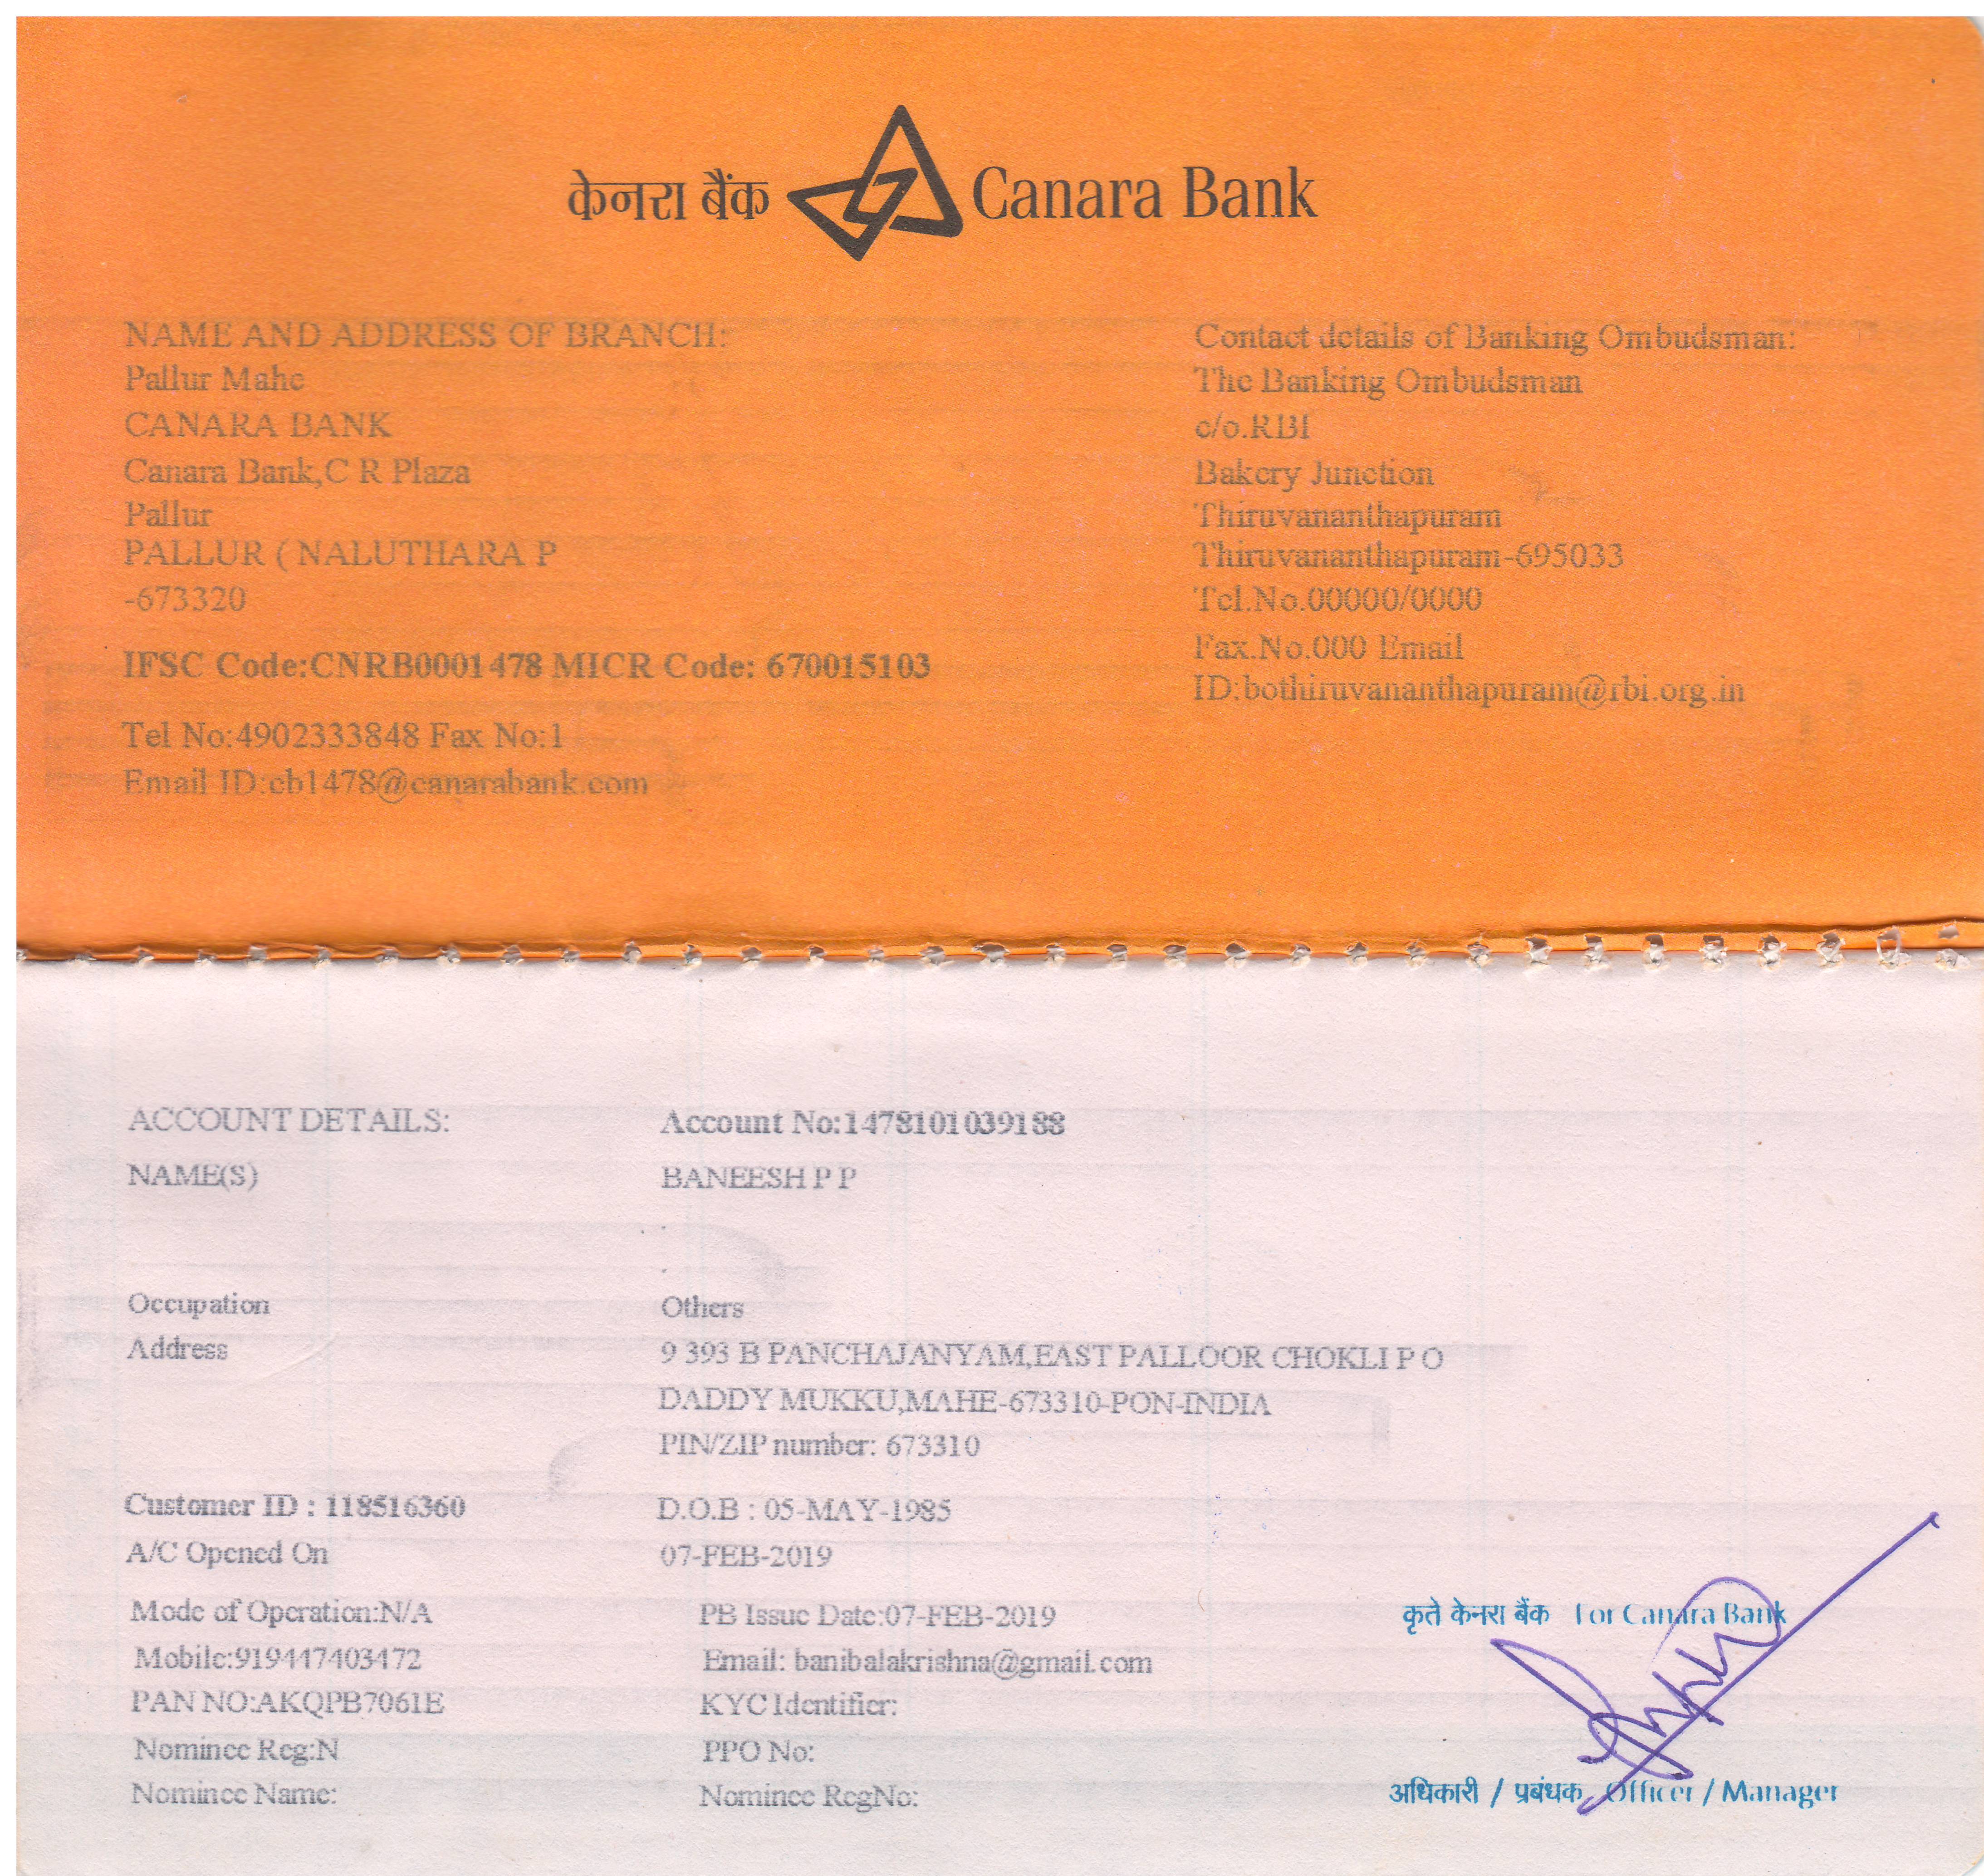 केनरा बैंक Canara Bank
NAME AND ADDRESS OF BRANCH:
Pallur Mahe
CANARA BANK
Canara Bank,C R Plaza
Pallur
PALLUR ( NALUTHARA P
-673320
IFSC Code:CNRB0001478 MICR Code: 670015103
Tel No:4902333848 Fax No:1
Email ID:cb1478@canarabank.com
Contact details of Banking Ombudsman:
The Banking Ombudsman
c/o.RBI
Bakery Junction
Thiruvananthapuram
Thiruvananthapuram-695033
Tel.No.00000/0000
Fax.No.000 Email
ID:bothiruvananthapuram@rbi.org.in
ACCOUNT DETAILS: Account No:1478101039188
NAME(S) BANEESH P P
Occupation Others
Address 9 393 B PANCHAJANYAM,EAST PALLOOR CHOKLI P O
DADDY MUKKU,MAHE-673310-PON-INDIA
PIN/ZIP number: 673310
Customer ID : 118516360 D.O.B : 05-MAY-1985
A/C Opened On 07-FEB-2019
Mode of Operation:N/A PB Issue Date:07-FEB-2019
Mobile:919447403472 Email: banibalakrishna@gmail.com
PAN NO:AKQPB7061E KYC Identifier:
Nominee Reg:N PPO No:
Nominee Name: Nominee RegNo:
कृते केनरा बैंक For Canara Bank
अधिकारी / प्रबंधक Officer / Manager